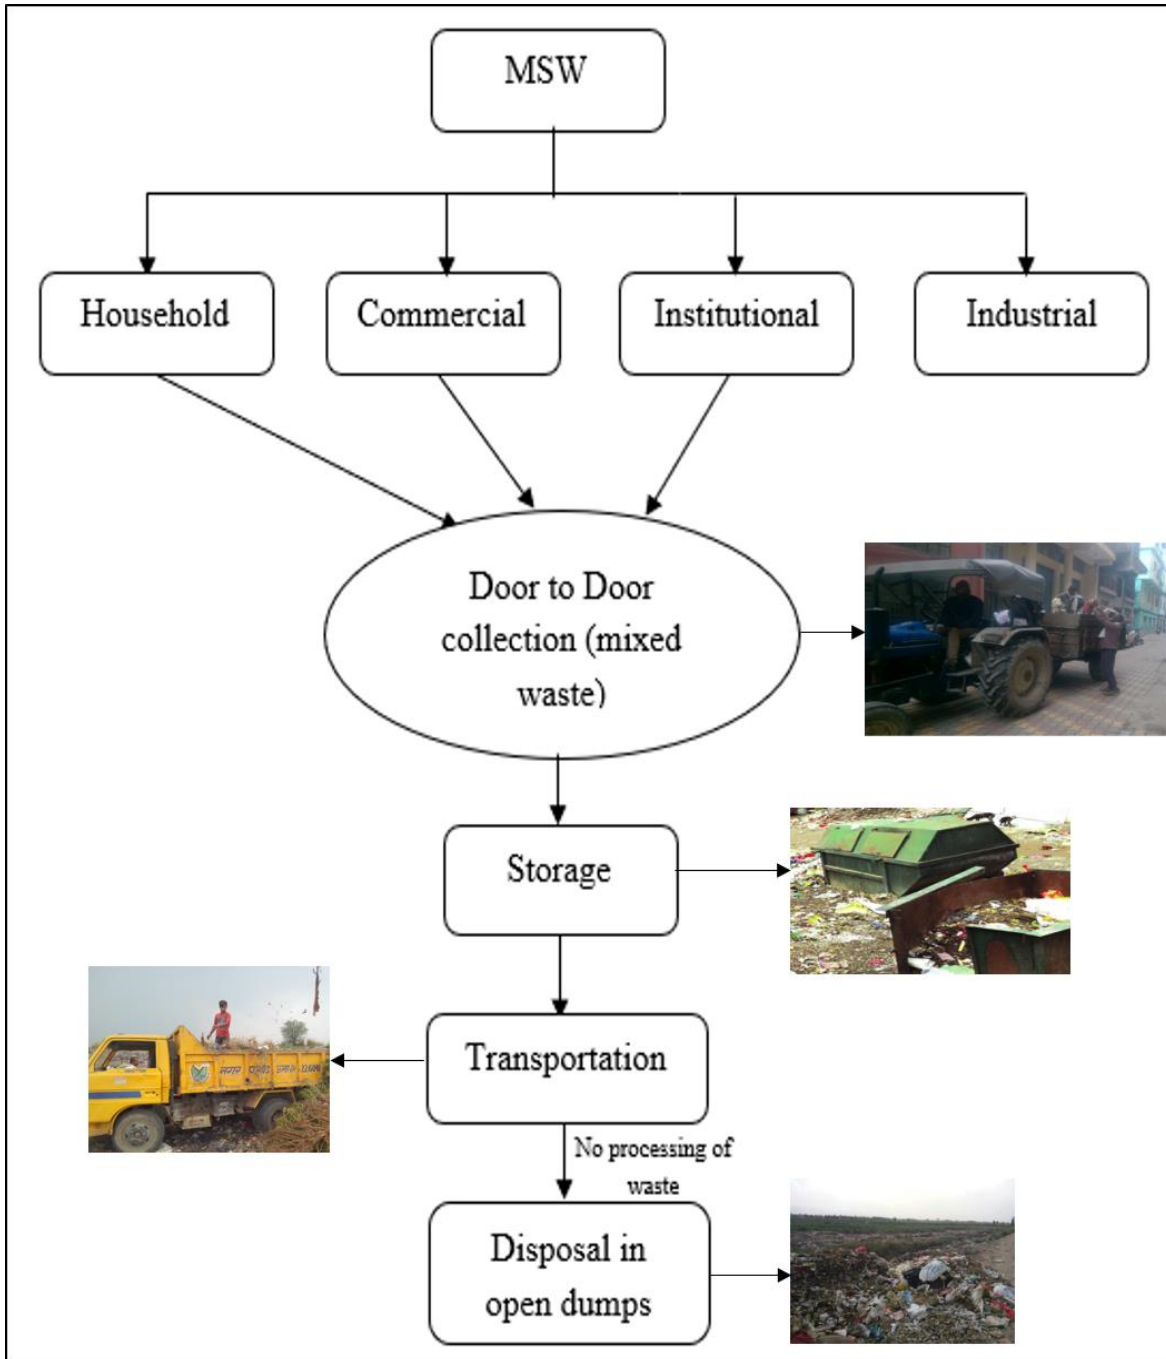 MSW
Household
Commercial
Institutional
Industrial
Door to Door
collection (mixed
waste)
Storage
Transportation
No processing of
waste
Disposal in
open dumps
नगर